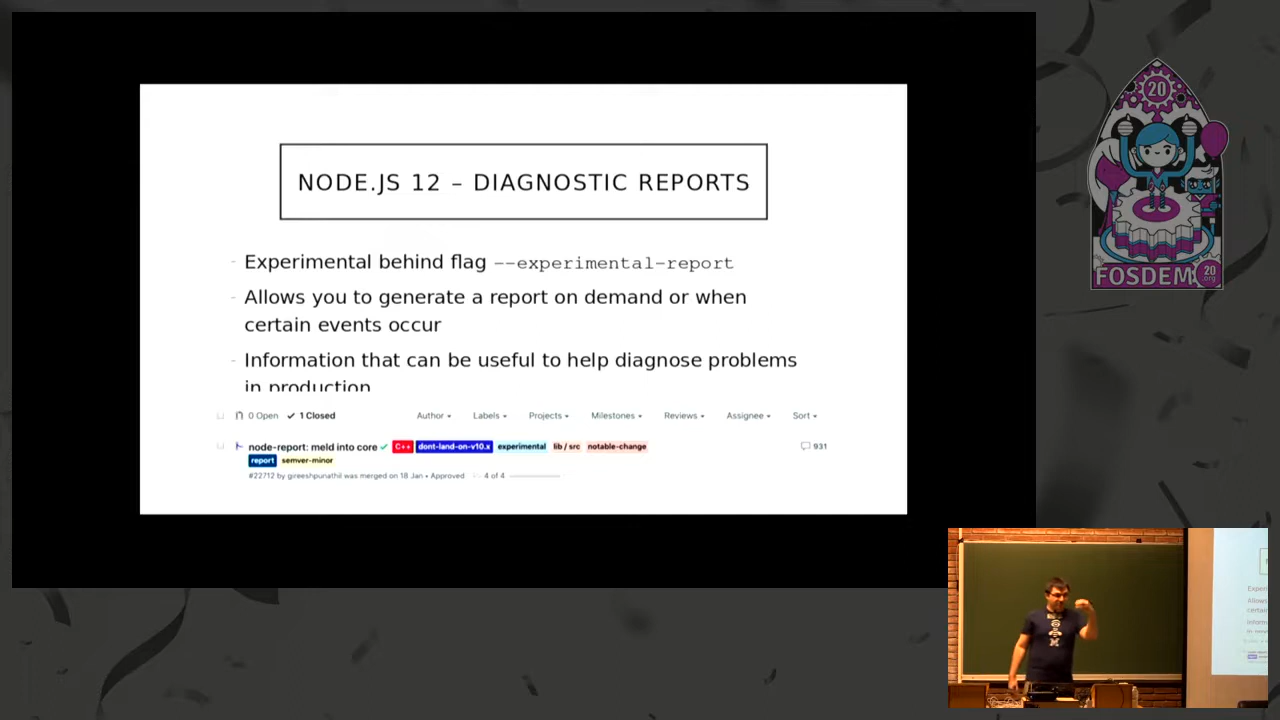 NODE.JS 12 – DIAGNOSTIC REPORTS
- Experimental behind flag --experimental-report
- Allows you to generate a report on demand or when
certain events occur
- Information that can be useful to help diagnose problems
in production
0 Open ✓ 1 Closed Author Labels Projects Milestones Reviews Assignee Sort
node-report: meld into core ✓ C++ dont-land-on-v10.x experimental lib / src notable-change 931
report semver-minor
#22712 by gireeshpunathil was merged on 18 Jan • Approved 4 of 4
20
FOSDEM 20
.org